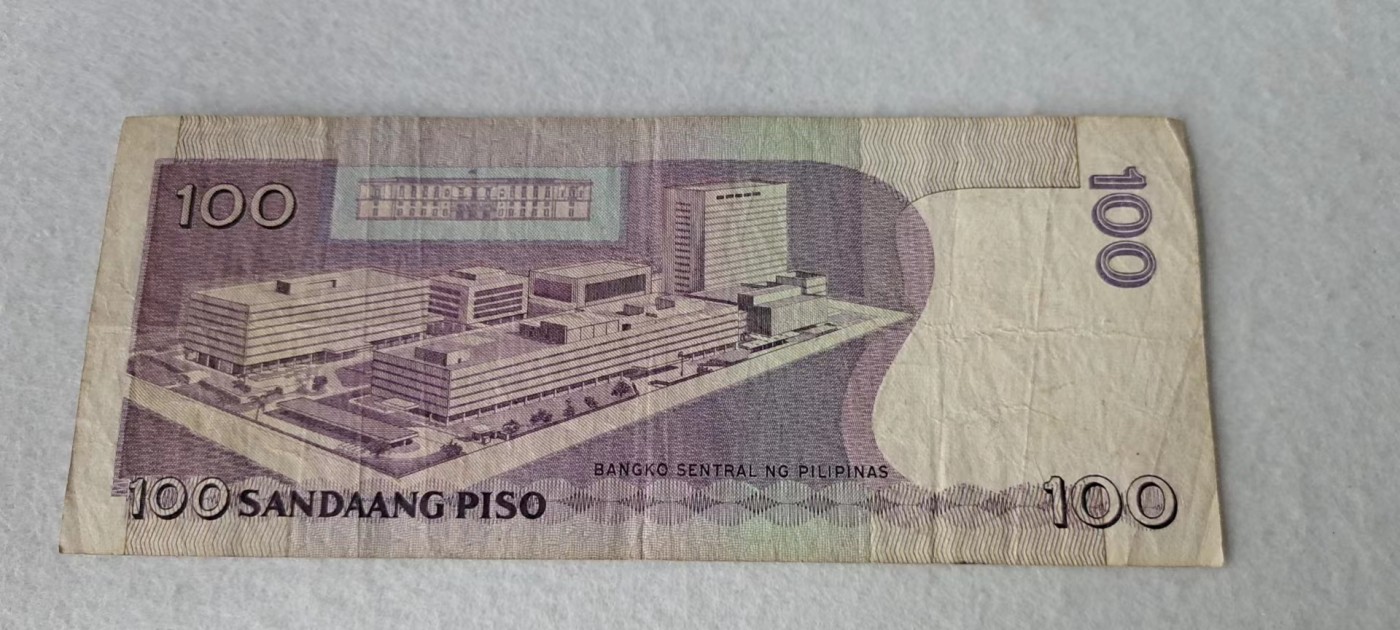 100
100
BANGKO SENTRAL NG PILIPINAS
100 SANDAANG PISO
100